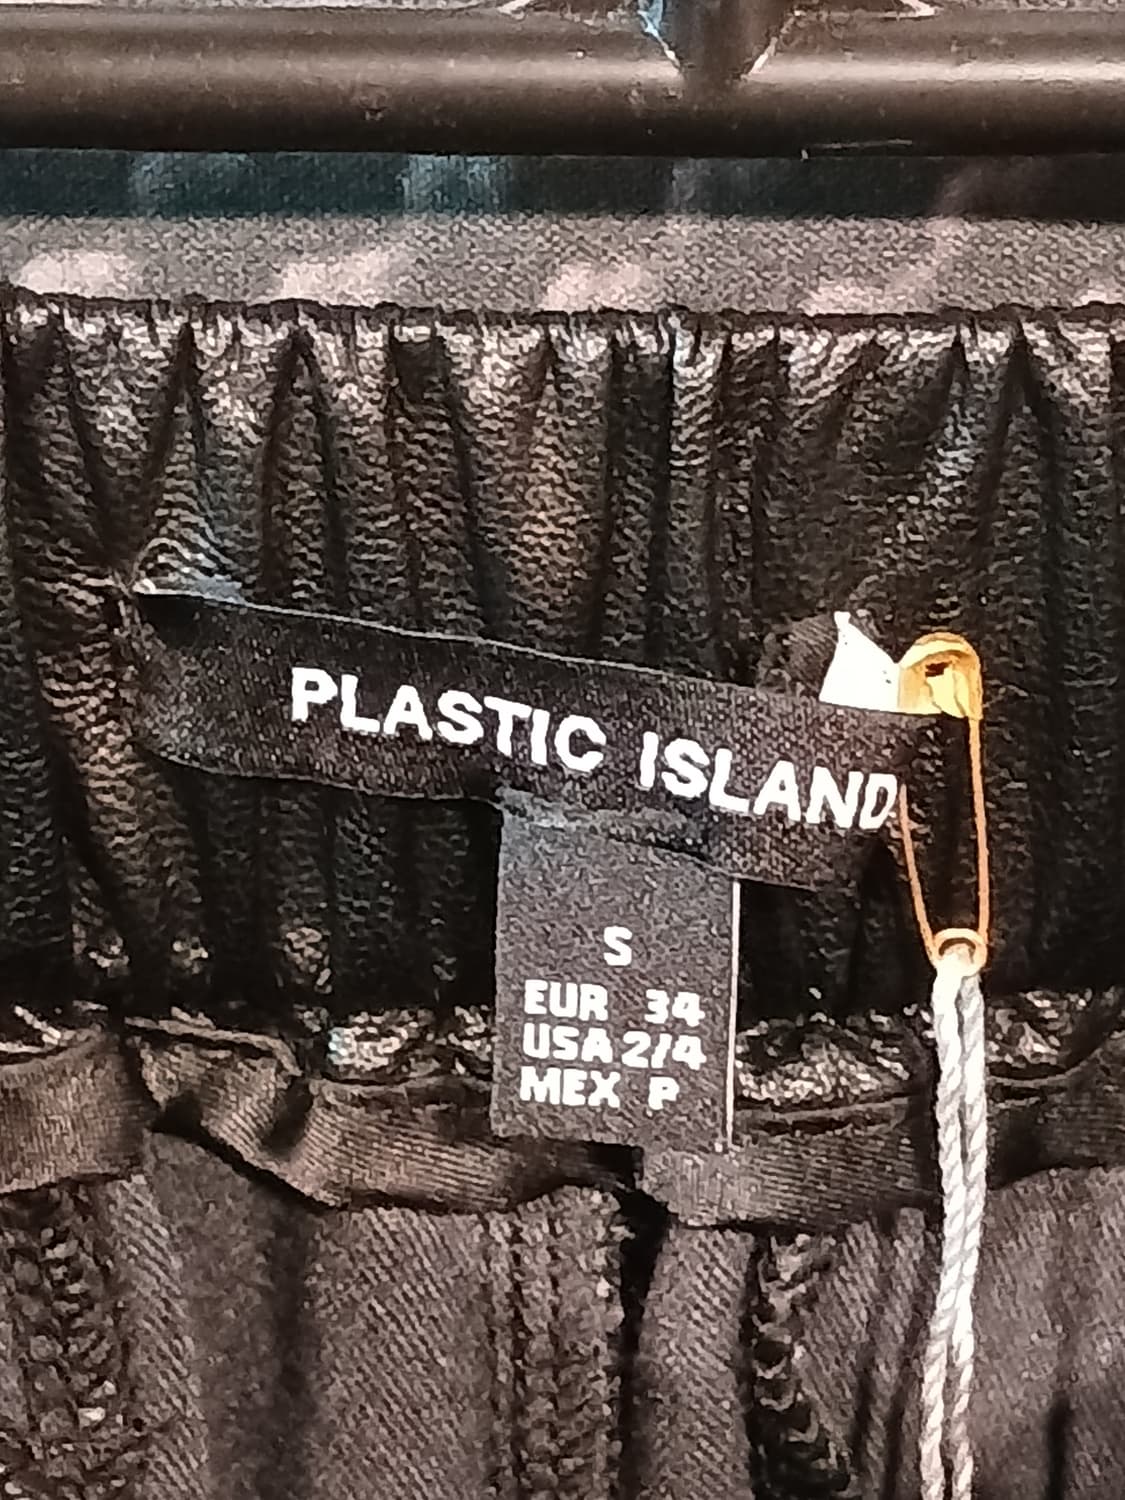 PLASTIC ISLAND
S
EUR 34
USA 2/4
MEX P